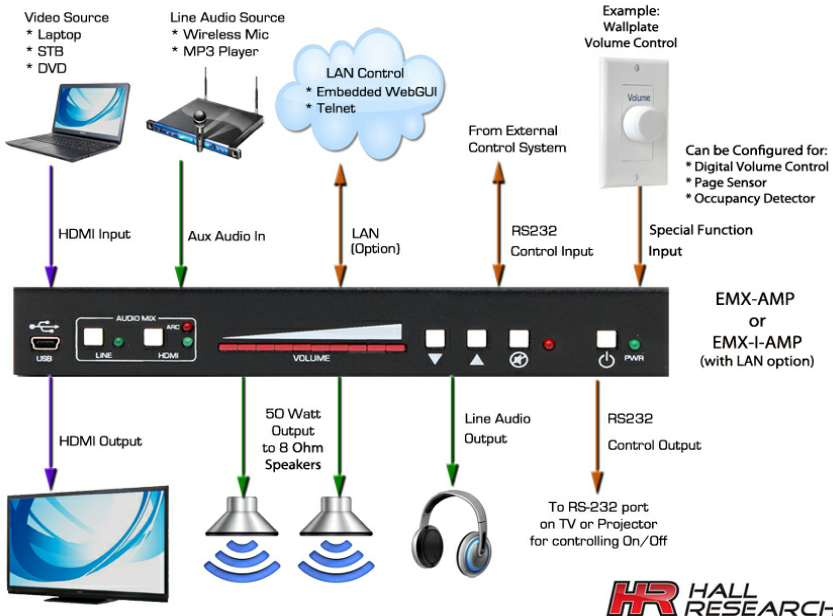 Video Source
* Laptop
* STB
* DVD
Line Audio Source
* Wireless Mic
* MP3 Player
LAN Control
* Embedded WebGUI
* Telnet
From External
Control System
Example:
Wallplate
Volume Control
Volume
Can be Configured for:
* Digital Volume Control
* Page Sensor
* Occupancy Detector
HDMI Input
Aux Audio In
LAN
(Option)
RS232
Control Input
Special Function
Input
USB
AUDIO MIX
LINE
ARC
HDMI
VOLUME
PWR
EMX-AMP
or
EMX-I-AMP
(with LAN option)
HDMI Output
50 Watt
Output
to 8 Ohm
Speakers
Line Audio
Output
RS232
Control Output
To RS-232 port
on TV or Projector
for controlling On/Off
HR HALL
RESEARCH